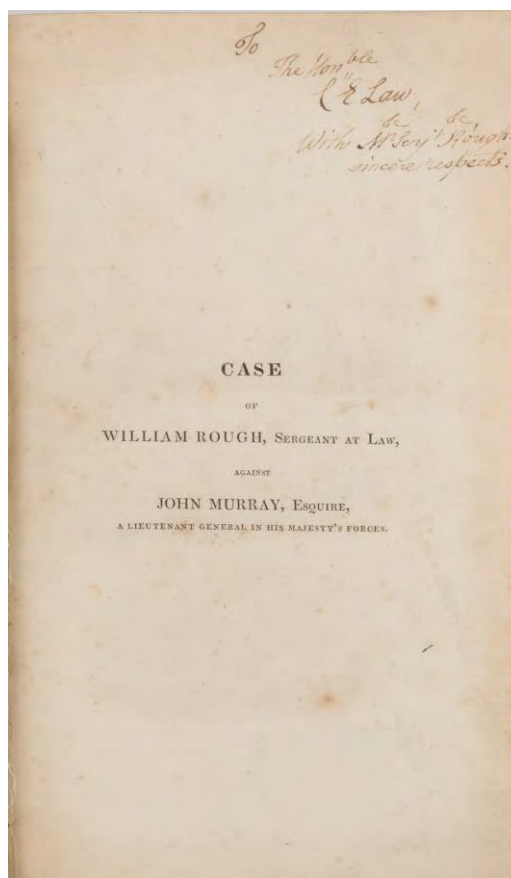 To
The Hon^ble
C E Law,
&c &c,
With Mr Serj^t Rough
sincere respects.
CASE
OF
WILLIAM ROUGH, SERGEANT AT LAW,
AGAINST
JOHN MURRAY, ESQUIRE,
A LIEUTENANT GENERAL IN HIS MAJESTY'S FORCES.